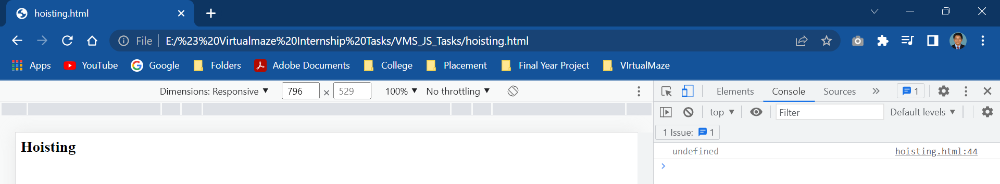 hoisting.html
File E:/%23%20Virtualmaze%20Internship%20Tasks/VMS_JS_Tasks/hoisting.html
Apps YouTube Google Folders Adobe Documents College Placement Final Year Project VIrtualMaze
Dimensions: Responsive ▼ 796 × 529 100% ▼ No throttling ▼
Elements Console Sources » 1
top ▼ Filter Default levels ▼
1 Issue: 1
Hoisting
undefined hoisting.html:44